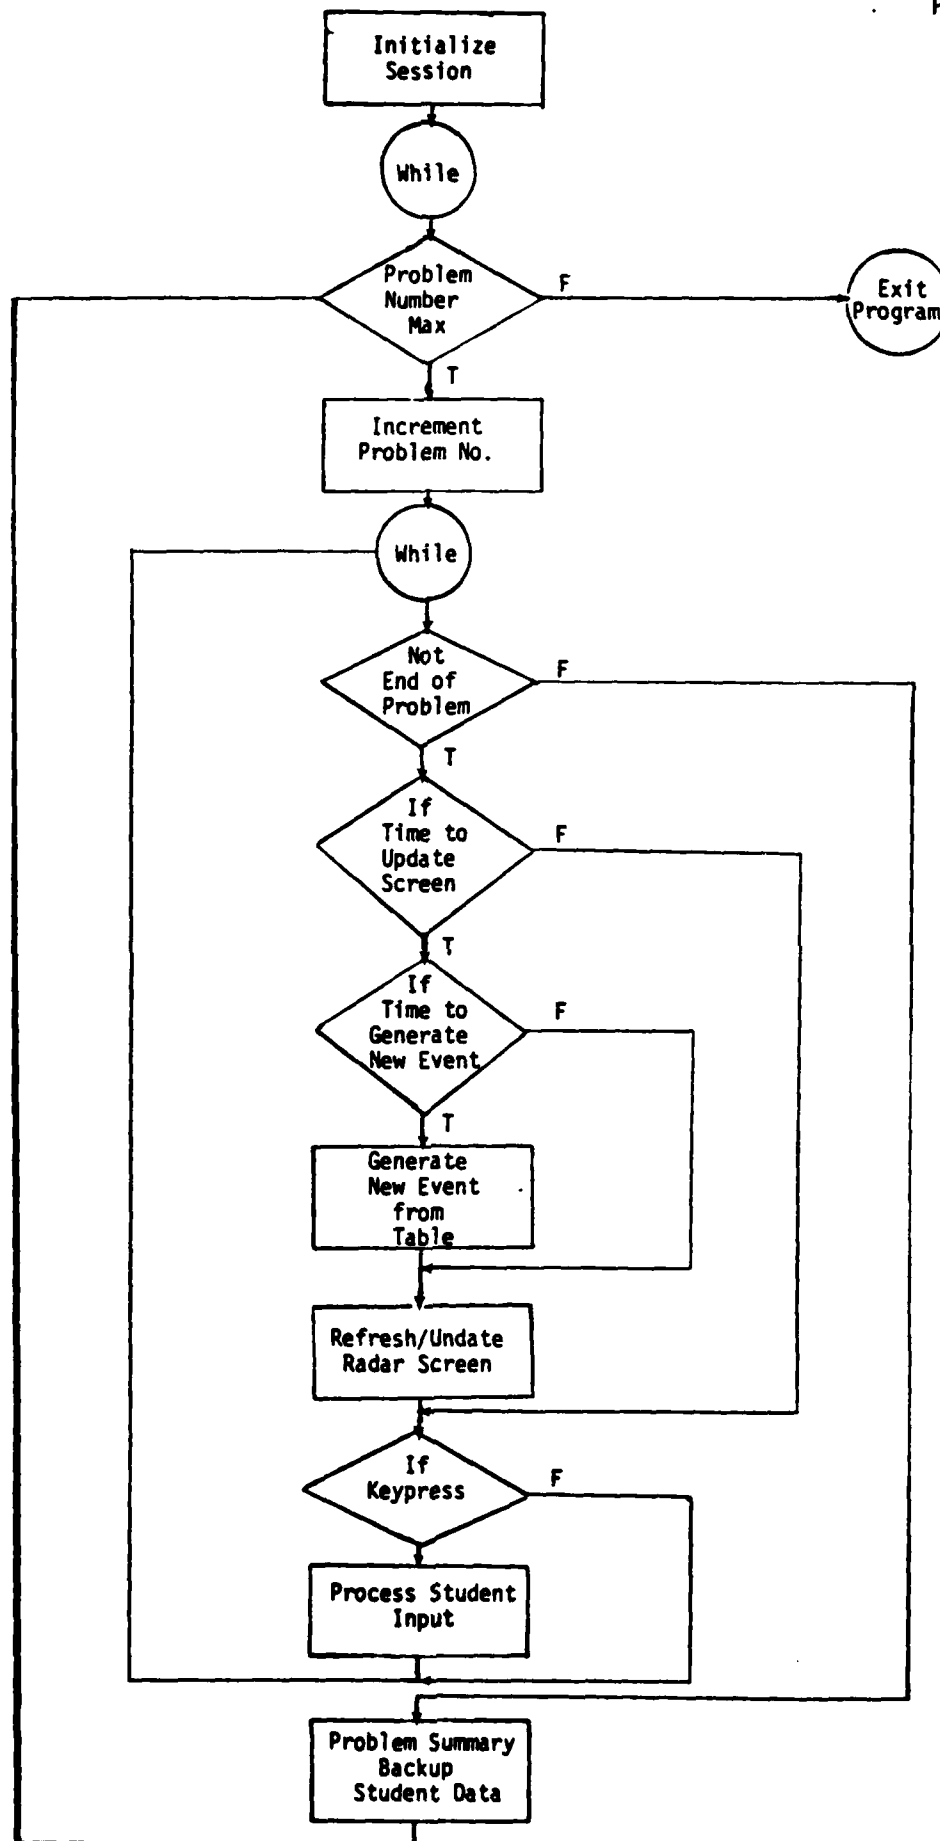 Initialize
Session
While
Problem
Number
Max
F
Exit
Program
T
Increment
Problem No.
While
Not
End of
Problem
F
T
If
Time to
Update
Screen
F
T
If
Time to
Generate
New Event
F
T
Generate
New Event
from
Table
Refresh/Undate
Radar Screen
If
Keypress
F
Process Student
Input
Problem Summary
Backup
Student Data